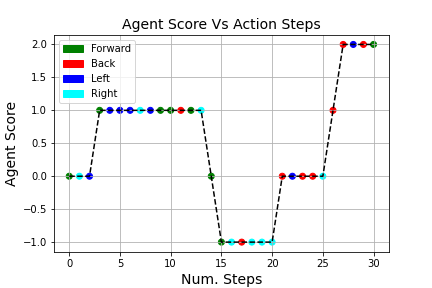 Agent Score Vs Action Steps
2.0
1.5
1.0
0.5
0.0
−0.5
−1.0
Agent Score
Forward
Back
Left
Right
0 5 10 15 20 25 30
Num. Steps